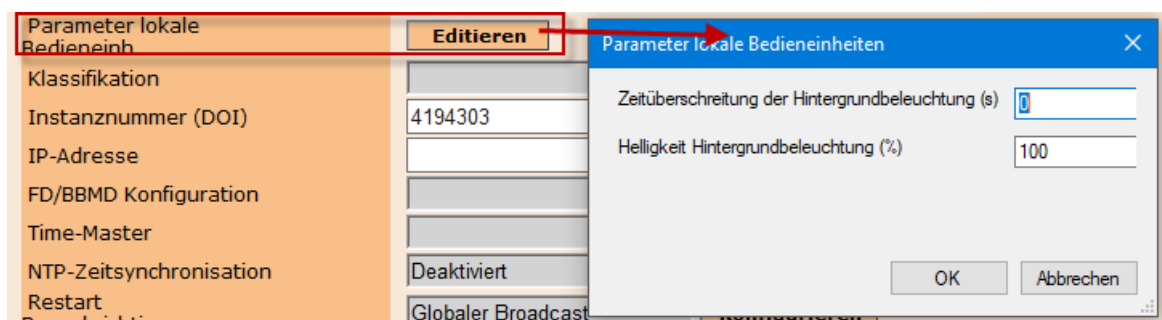 Parameter lokale
Bedieneinh.
Editieren
Klassifikation
Instanznummer (DOI)
4194303
IP-Adresse
FD/BBMD Konfiguration
Time-Master
NTP-Zeitsynchronisation
Deaktiviert
Restart
Globaler Broadcast
Parameter lokale Bedieneinheiten
Zeitüberschreitung der Hintergrundbeleuchtung (s)
0
Helligkeit Hintergrundbeleuchtung (%)
100
OK
Abbrechen